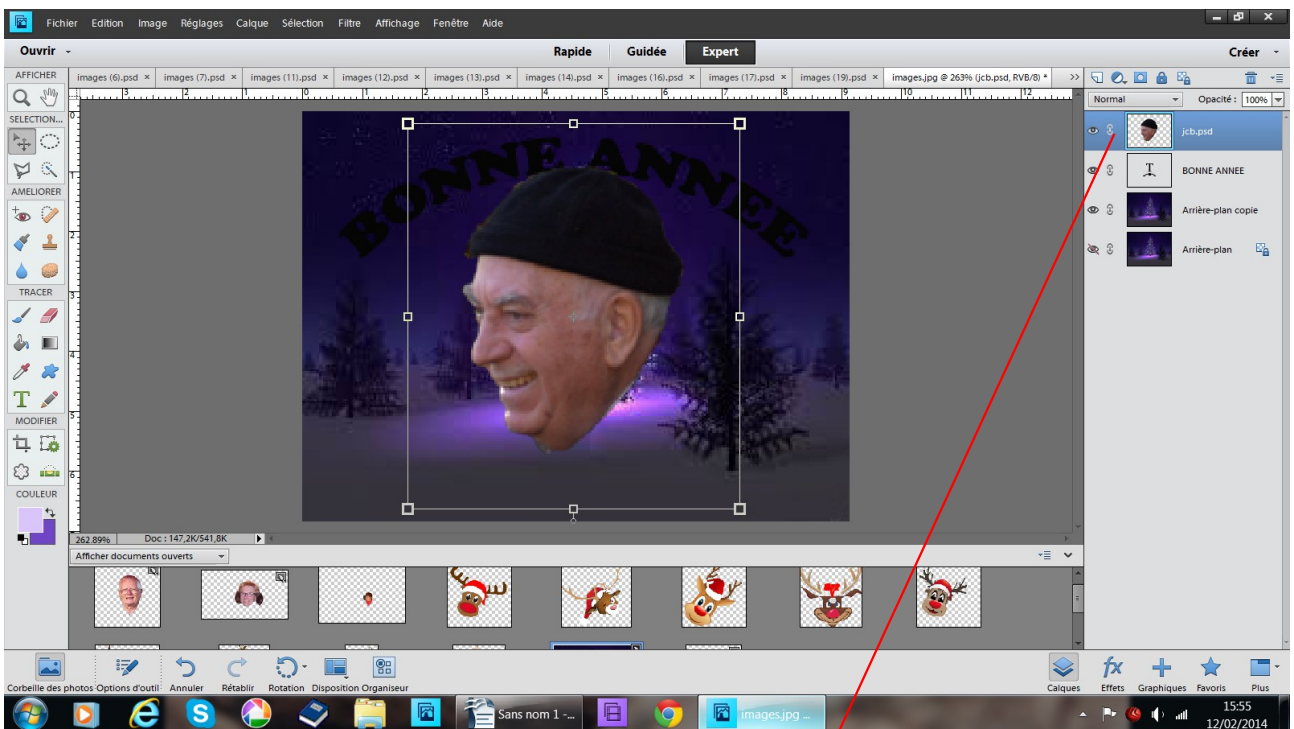 Fichier Edition Image Réglages Calque Sélection Filtre Affichage Fenêtre Aide
Ouvrir Rapide Guidée Expert Créer
AFFICHER images (6).psd × images (7).psd × images (11).psd × images (12).psd × images (13).psd × images (14).psd × images (16).psd × images (17).psd × images (19).psd × images.jpg @ 263% (jcb.psd, RVB/8) * >>
Normal Opacité : 100%
SELECTION...
BONNE ANNEE
jcb.psd
BONNE ANNEE
AMELIORER
Arrière-plan copie
Arrière-plan
TRACER
T
MODIFIER
COULEUR
262.89% Doc : 147,2K/541,8K
Afficher documents ouverts
Corbeille des photos Options d'outil Annuler Rétablir Rotation Disposition Organiseur Calques Effets Graphiques Favoris Plus
Sans nom 1 -... images.jpg ...
15:55
12/02/2014